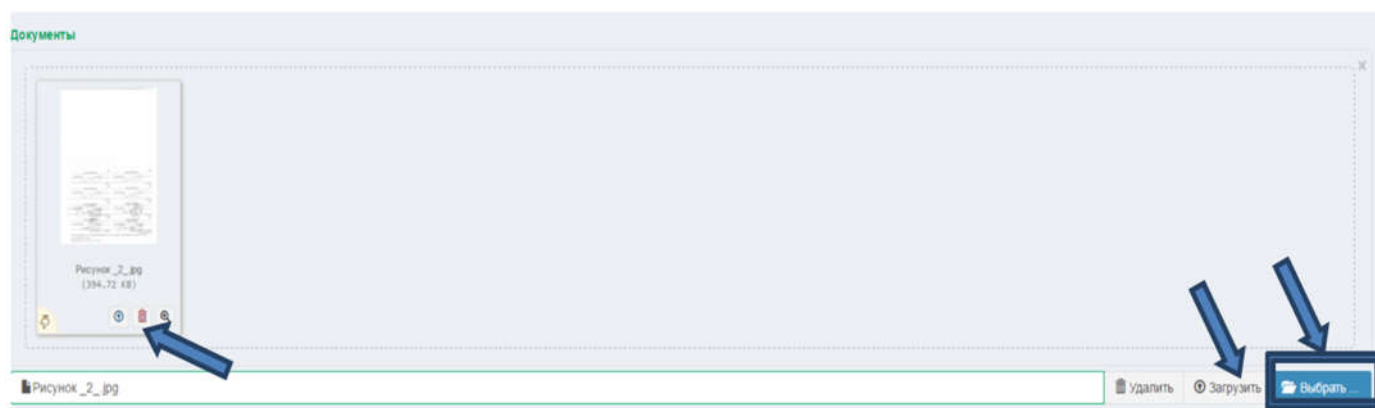 Документы
x
Рисунок _2_.jpg
(394.72 KB)
Рисунок _2_.jpg
Удалить Загрузить Выбрать ...